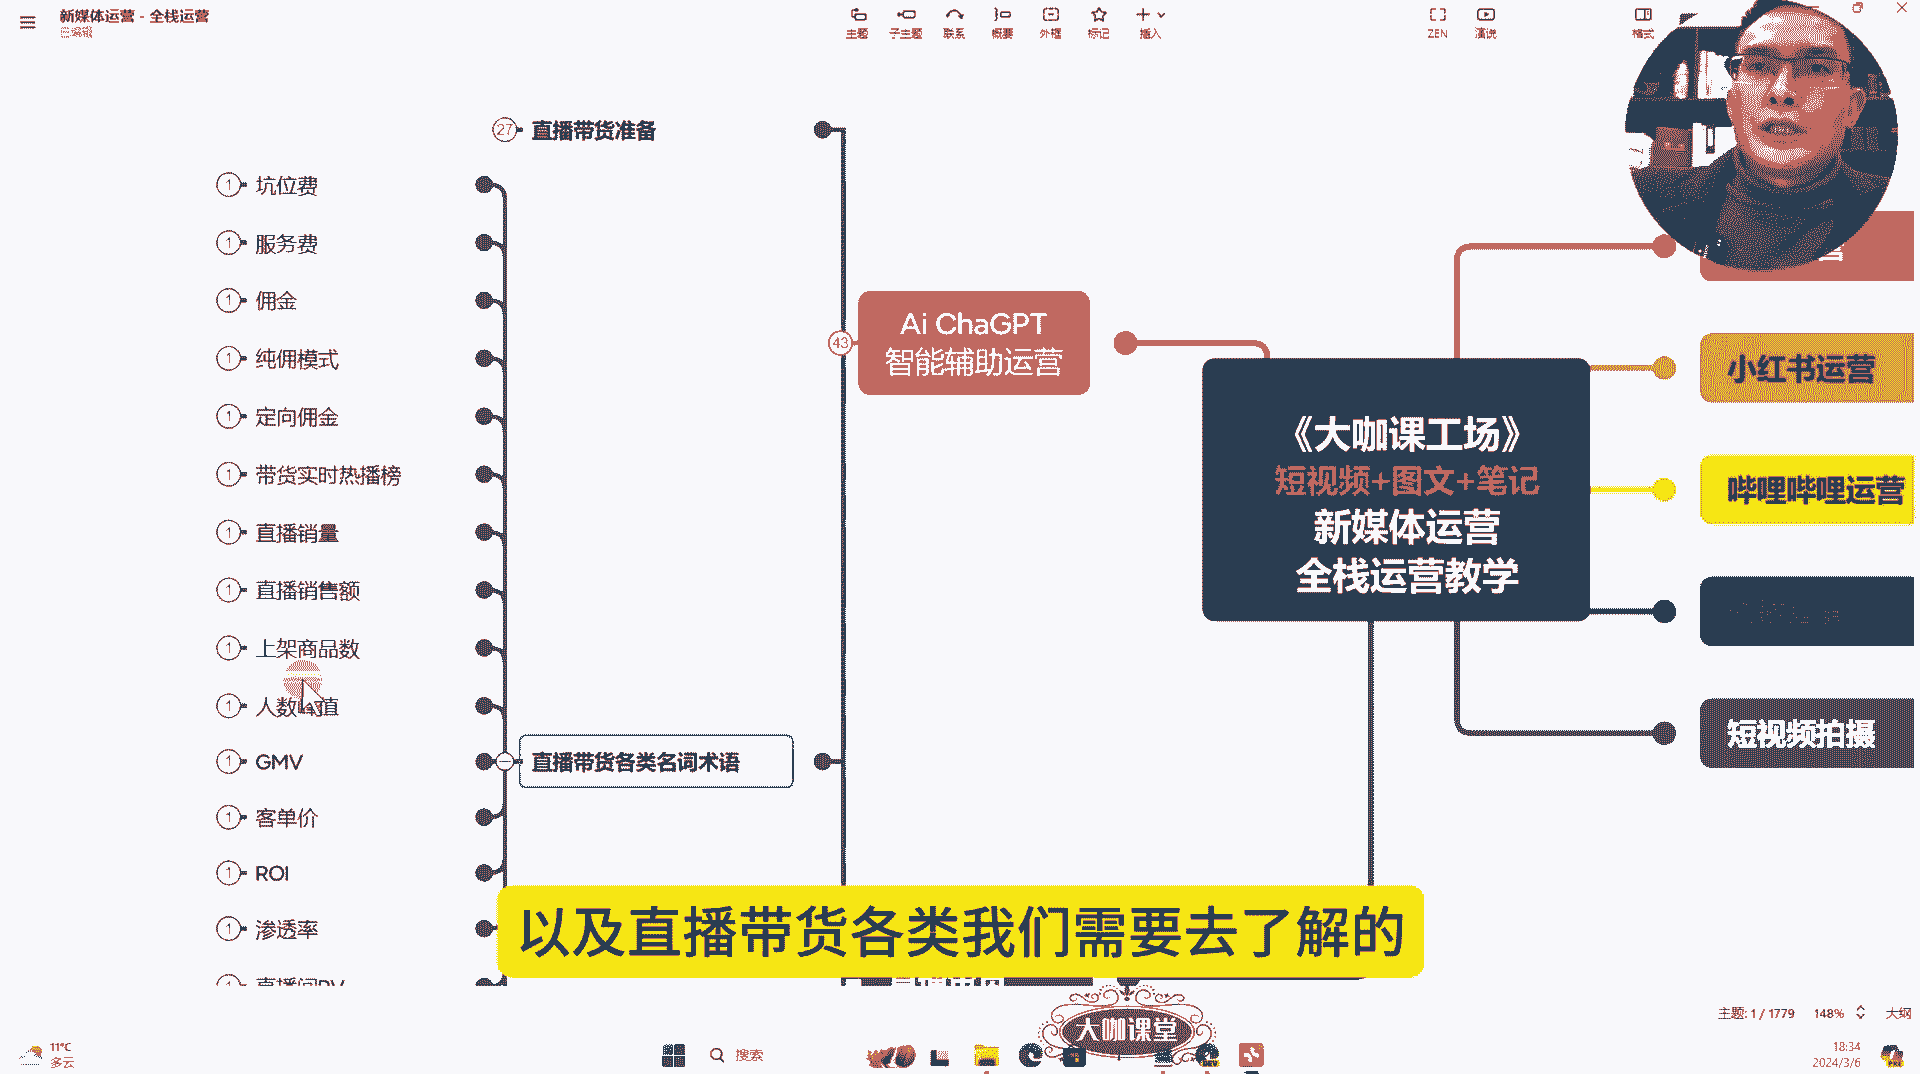 新媒体运营 - 全栈运营
已编辑
主题
子主题
联系
概要
外框
标记
插入
ZEN
演说
格式
27
直播带货准备
1 坑位费
1 服务费
1 佣金
1 纯佣模式
1 定向佣金
1 带货实时热播榜
1 直播销量
1 直播销售额
1 上架商品数
1 人数峰值
1 GMV
1 客单价
1 ROI
1 渗透率
直播带货各类名词术语
43
Ai ChaGPT
智能辅助运营
《大咖课工场》
短视频+图文+笔记
新媒体运营
全栈运营教学
小红书运营
哔哩哔哩运营
短视频拍摄
以及直播带货各类我们需要去了解的
大咖课堂
主题: 1 / 1779
148%
大纲
11°C
多云
搜索
18:34
2024/3/6